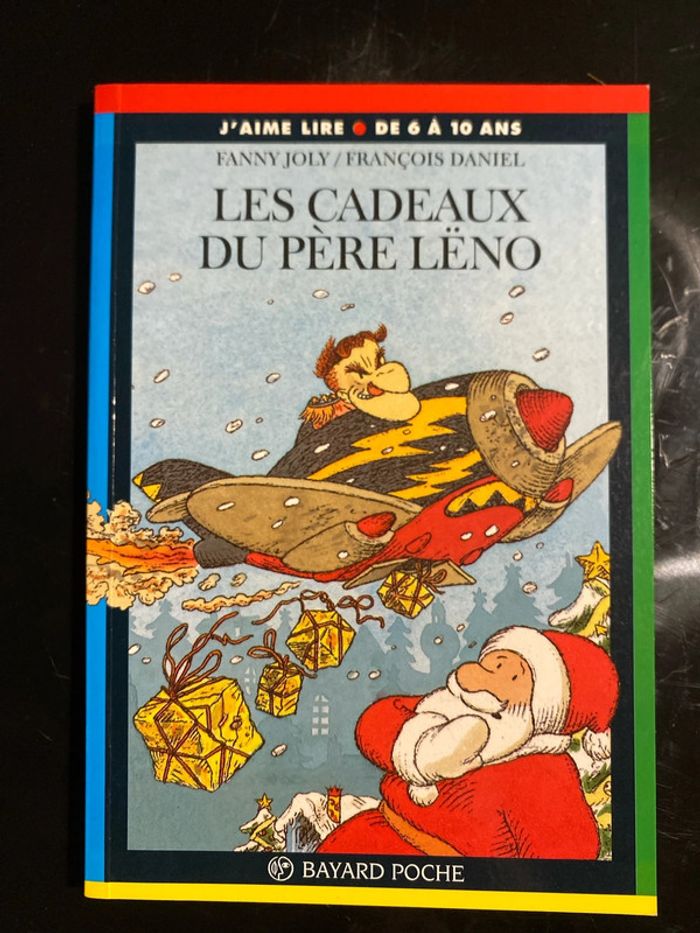 J'AIME LIRE ● DE 6 À 10 ANS
FANNY JOLY / FRANÇOIS DANIEL
LES CADEAUX
DU PÈRE LËNO
BAYARD POCHE